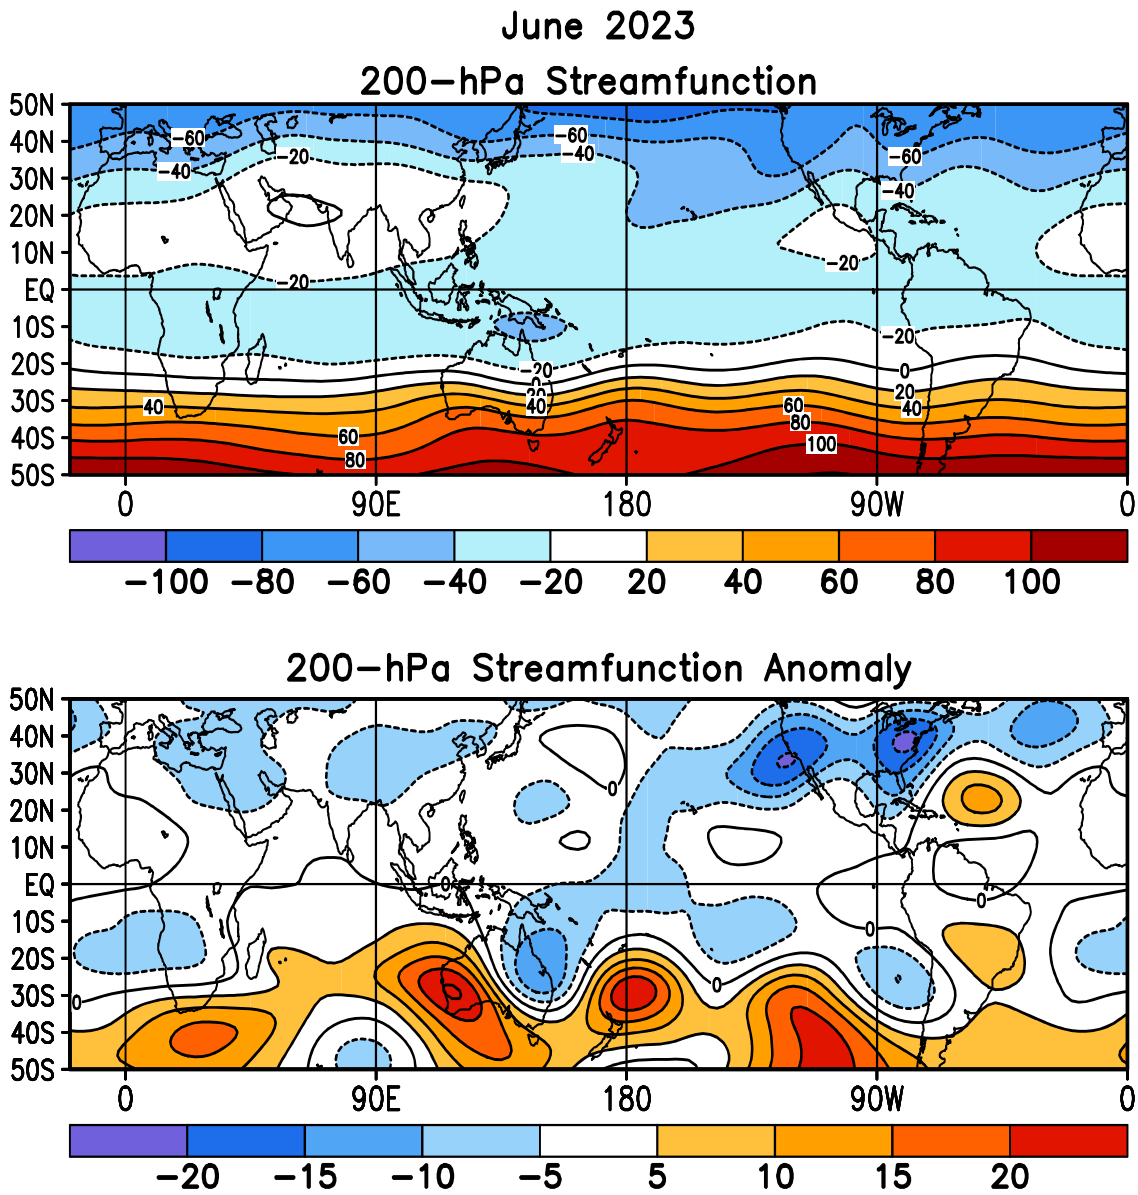 June 2023
200-hPa Streamfunction
50N
40N
30N
20N
10N
EQ
10S
20S
30S
40S
50S
-60
-20
-40
-60
-40
-60
-40
-20
-20
-20
-20
0
0
20
20
40
40
40
60
60
80
80
100
0 90E 180 90W 0
-100 -80 -60 -40 -20 20 40 60 80 100
200-hPa Streamfunction Anomaly
50N
40N
30N
20N
10N
EQ
10S
20S
30S
40S
50S
0
0
0
0
0
0
0 90E 180 90W 0
-20 -15 -10 -5 5 10 15 20